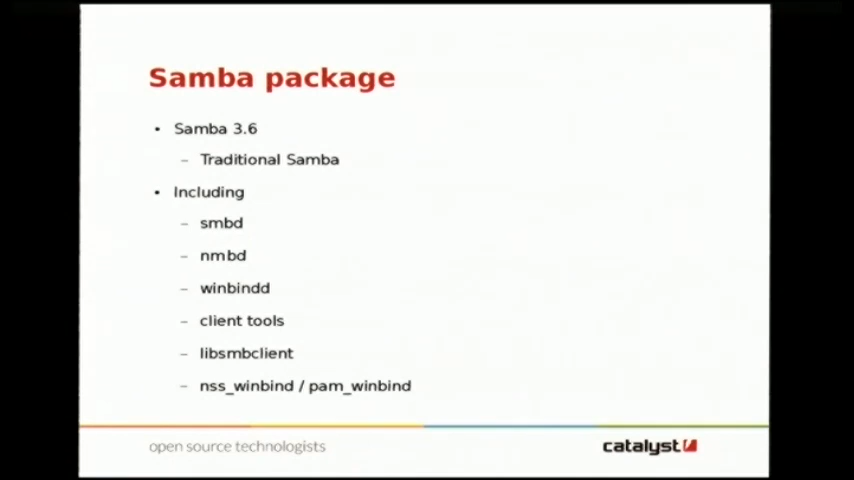 Samba package
• Samba 3.6
– Traditional Samba
• Including
– smbd
– nmbd
– winbindd
– client tools
– libsmbclient
– nss_winbind / pam_winbind
open source technologists
catalyst